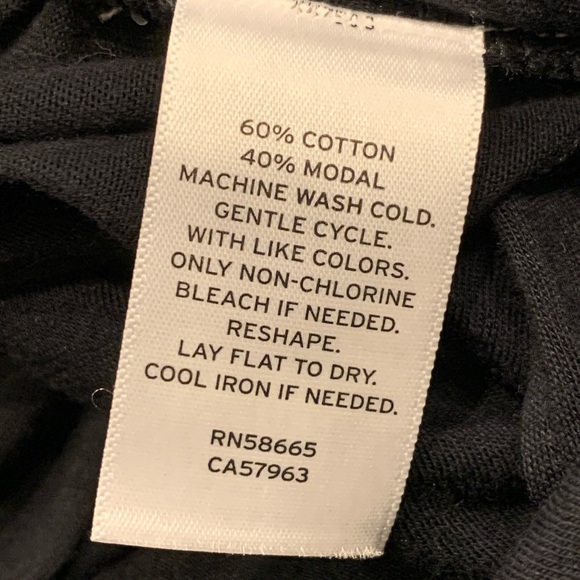 60% COTTON
40% MODAL
MACHINE WASH COLD.
GENTLE CYCLE.
WITH LIKE COLORS.
ONLY NON-CHLORINE
BLEACH IF NEEDED.
RESHAPE.
LAY FLAT TO DRY.
COOL IRON IF NEEDED.
RN58665
CA57963